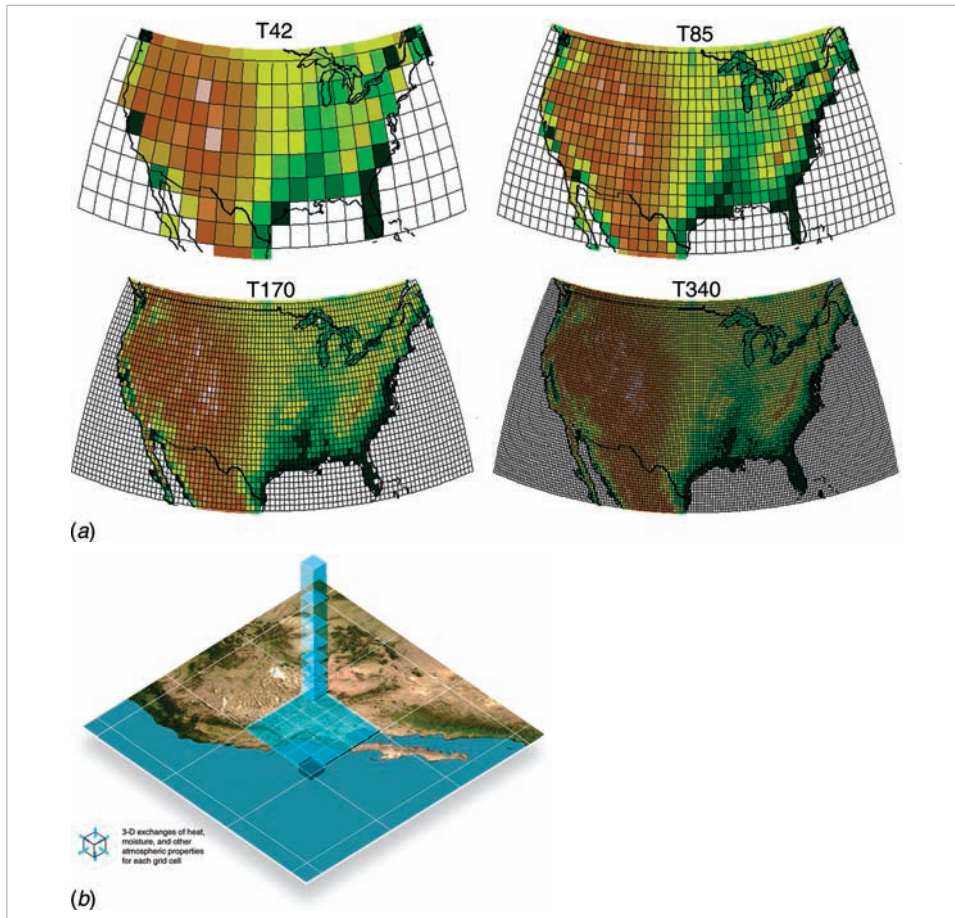 T42
T85
T170
T340
(a)
3-D exchanges of heat,
moisture, and other
atmospheric properties
for each grid cell
(b)